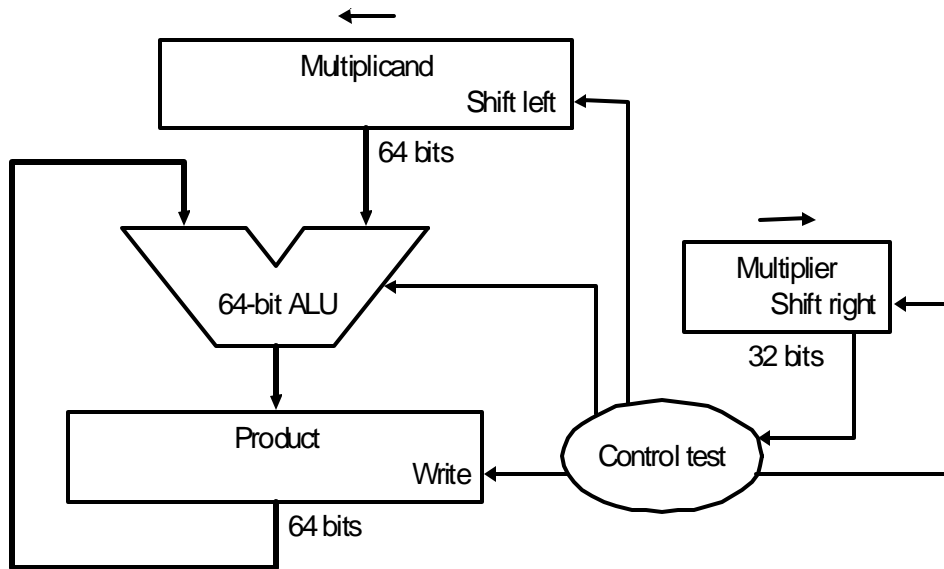 Multiplicand
Shift left
64 bits
64-bit ALU
Multiplier
Shift right
32 bits
Product
Write
Control test
64 bits